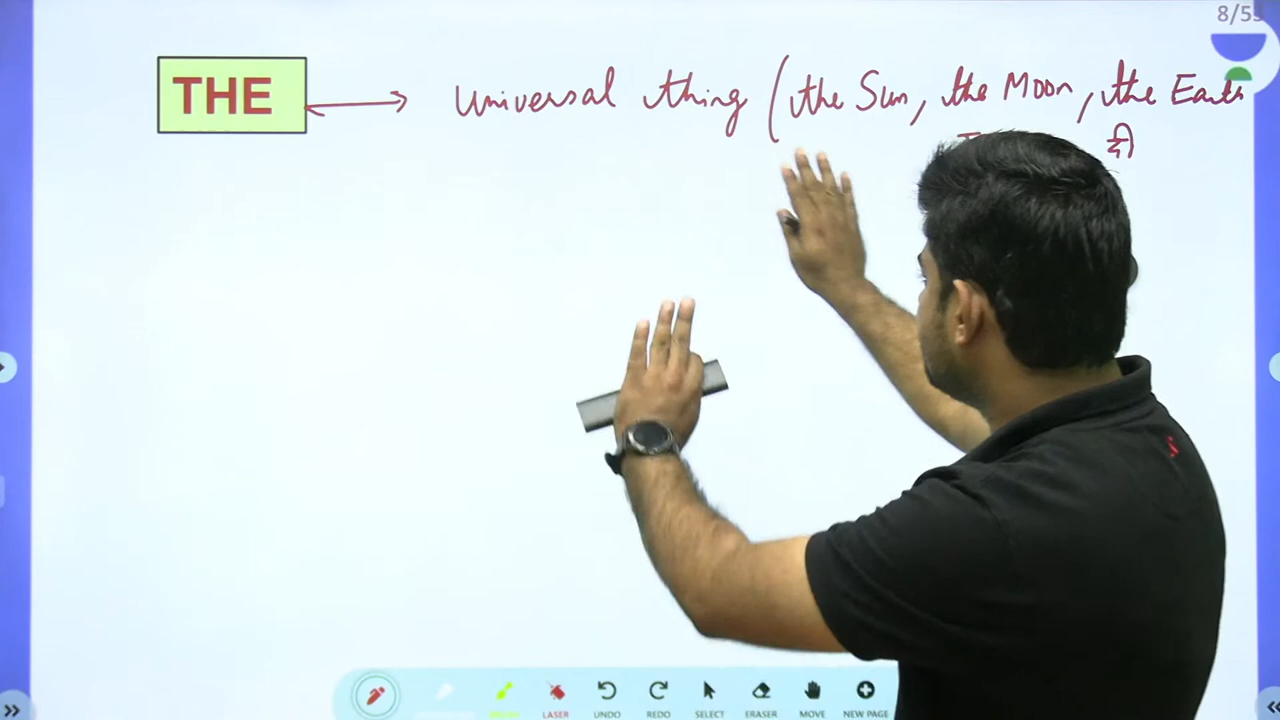 8/55
THE universal thing (the Sun, the Moon, the Earth
दी
LASER UNDO REDO SELECT ERASER MOVE NEW PAGE